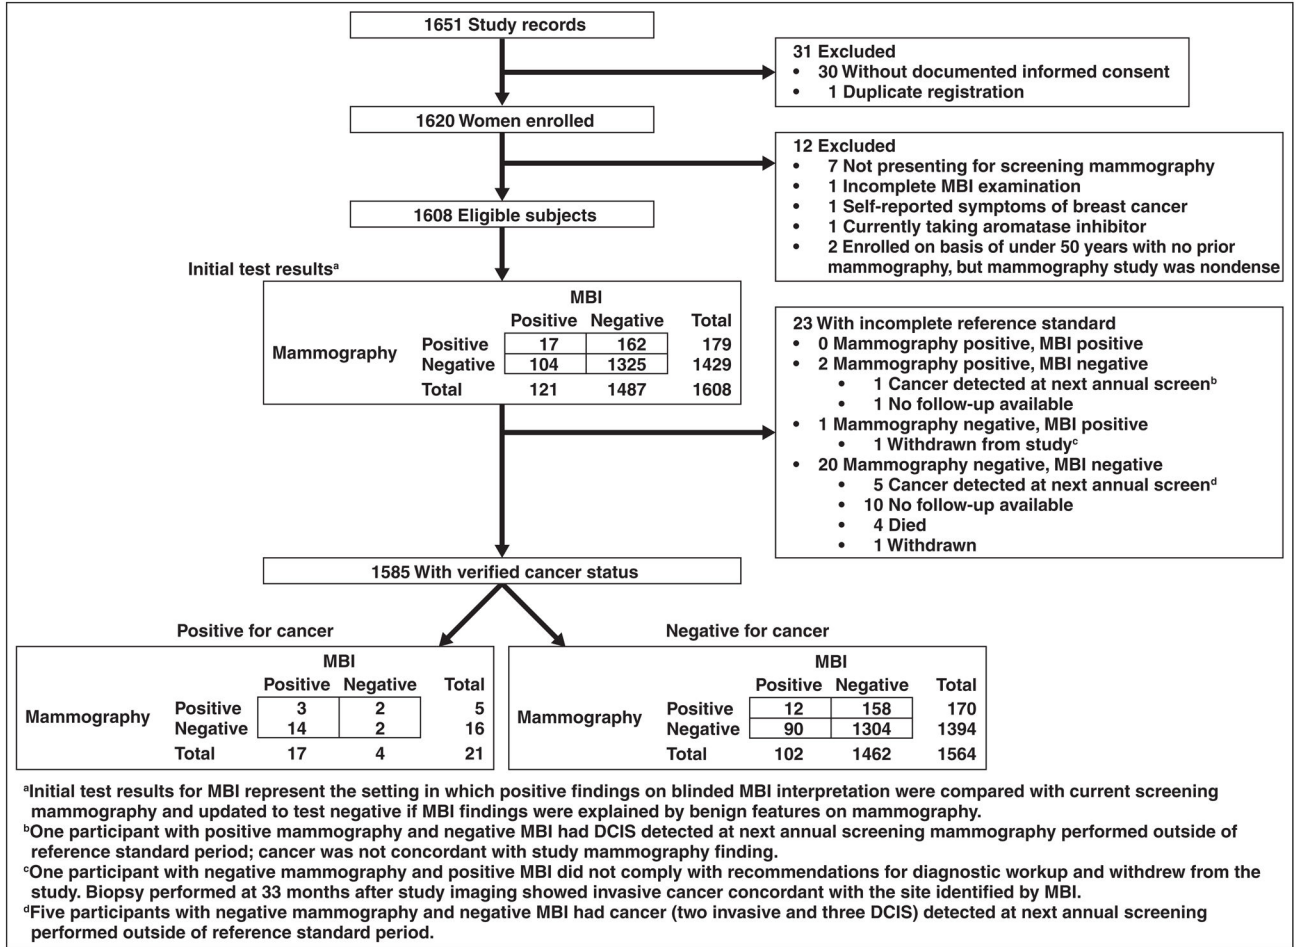 1651 Study records
31 Excluded
• 30 Without documented informed consent
• 1 Duplicate registration
1620 Women enrolled
12 Excluded
• 7 Not presenting for screening mammography
• 1 Incomplete MBI examination
• 1 Self-reported symptoms of breast cancer
• 1 Currently taking aromatase inhibitor
• 2 Enrolled on basis of under 50 years with no prior
mammography, but mammography study was nondense
1608 Eligible subjects
Initial test resultsᵃ
MBI
Positive Negative Total
Mammography
Positive 17 162 179
Negative 104 1325 1429
Total 121 1487 1608
23 With incomplete reference standard
• 0 Mammography positive, MBI positive
• 2 Mammography positive, MBI negative
• 1 Cancer detected at next annual screenᵇ
• 1 No follow-up available
• 1 Mammography negative, MBI positive
• 1 Withdrawn from studyᶜ
• 20 Mammography negative, MBI negative
• 5 Cancer detected at next annual screenᵈ
• 10 No follow-up available
• 4 Died
• 1 Withdrawn
1585 With verified cancer status
Positive for cancer
MBI
Positive Negative Total
Mammography
Positive 3 2 5
Negative 14 2 16
Total 17 4 21
Negative for cancer
MBI
Positive Negative Total
Mammography
Positive 12 158 170
Negative 90 1304 1394
Total 102 1462 1564
ᵃInitial test results for MBI represent the setting in which positive findings on blinded MBI interpretation were compared with current screening
mammography and updated to test negative if MBI findings were explained by benign features on mammography.
ᵇOne participant with positive mammography and negative MBI had DCIS detected at next annual screening mammography performed outside of
reference standard period; cancer was not concordant with study mammography finding.
ᶜOne participant with negative mammography and positive MBI did not comply with recommendations for diagnostic workup and withdrew from the
study. Biopsy performed at 33 months after study imaging showed invasive cancer concordant with the site identified by MBI.
ᵈFive participants with negative mammography and negative MBI had cancer (two invasive and three DCIS) detected at next annual screening
performed outside of reference standard period.